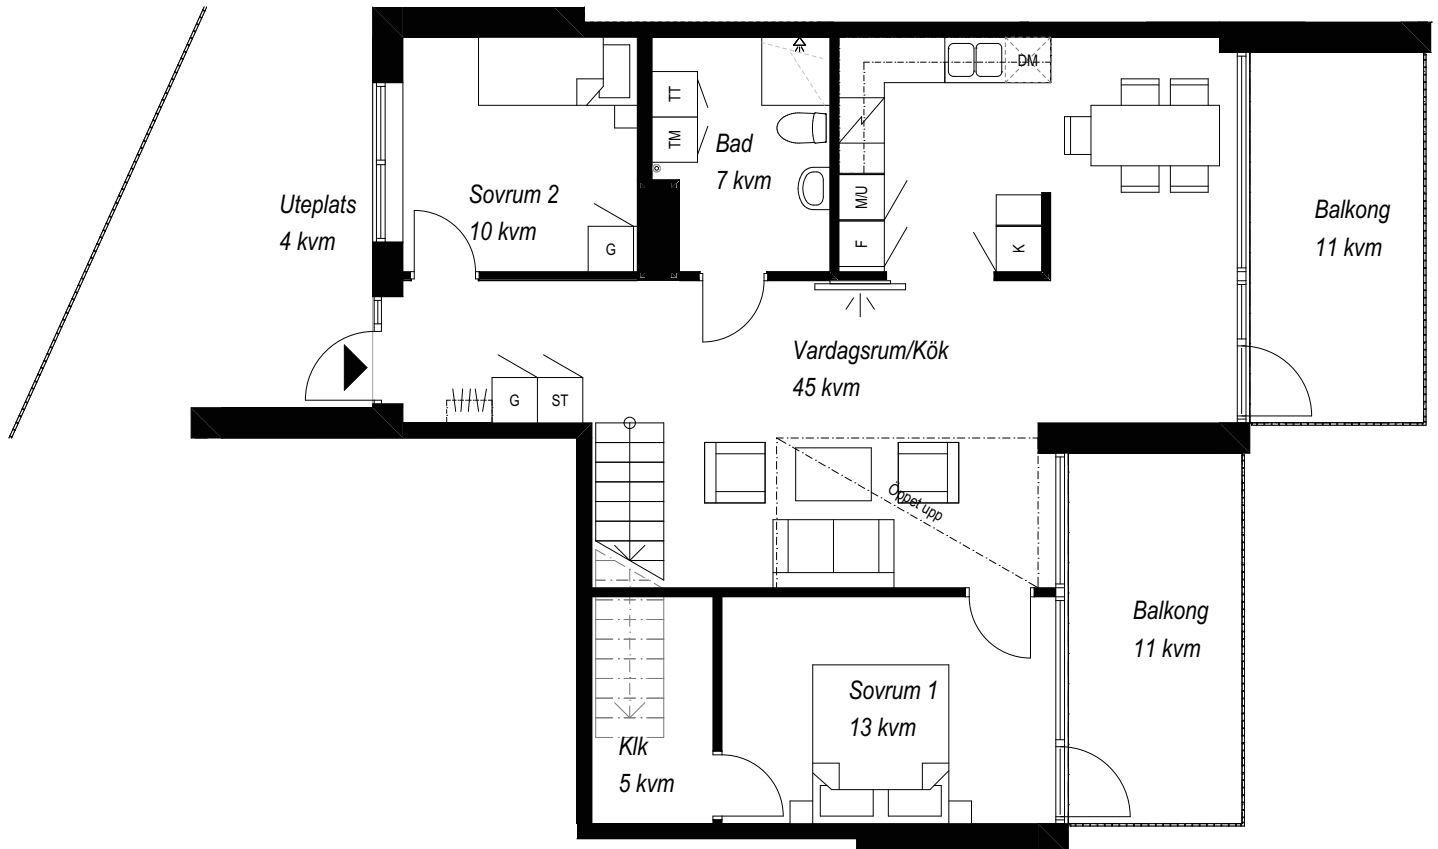 DM
TT
TM
Bad
7 kvm
Sovrum 2
10 kvm
Uteplats
4 kvm
M/U
F
K
G
Balkong
11 kvm
Vardagsrum/Kök
45 kvm
G
ST
Öppet upp
Balkong
11 kvm
Sovrum 1
13 kvm
Klk
5 kvm